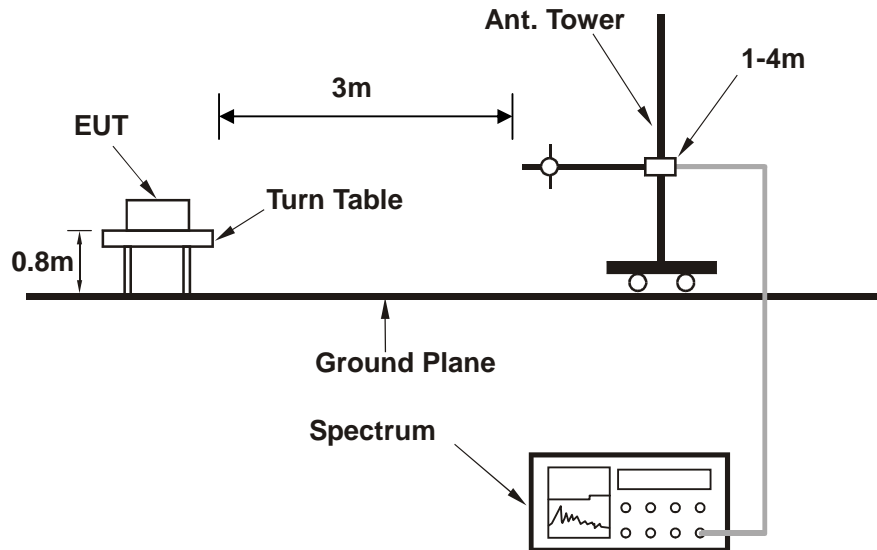 Ant. Tower
1-4m
3m
EUT
Turn Table
0.8m
Ground Plane
Spectrum